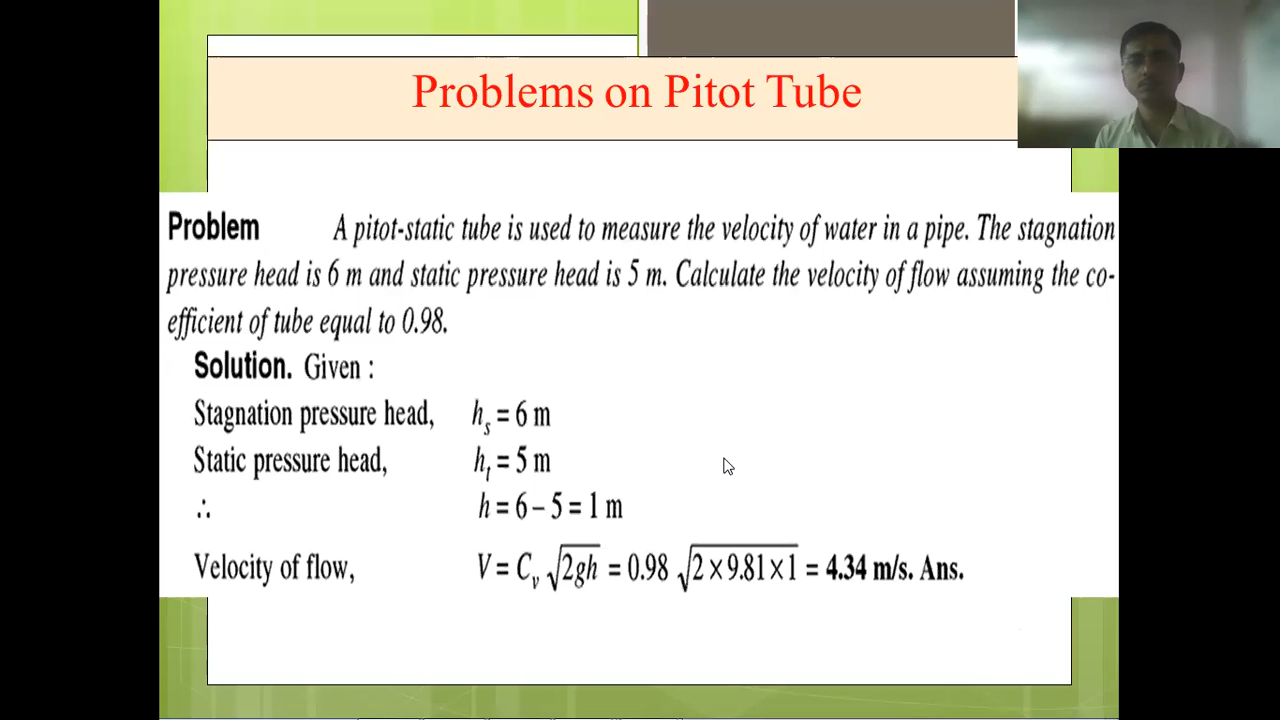 Problems on Pitot Tube
Problem A pitot-static tube is used to measure the velocity of water in a pipe. The stagnation
pressure head is 6 m and static pressure head is 5 m. Calculate the velocity of flow assuming the co-
efficient of tube equal to 0.98.
Solution. Given :
Stagnation pressure head, hₛ = 6 m
Static pressure head, hₜ = 5 m
∴ h = 6 – 5 = 1 m
Velocity of flow, V = Cᵥ √2gh = 0.98 √2 × 9.81 × 1 = 4.34 m/s. Ans.